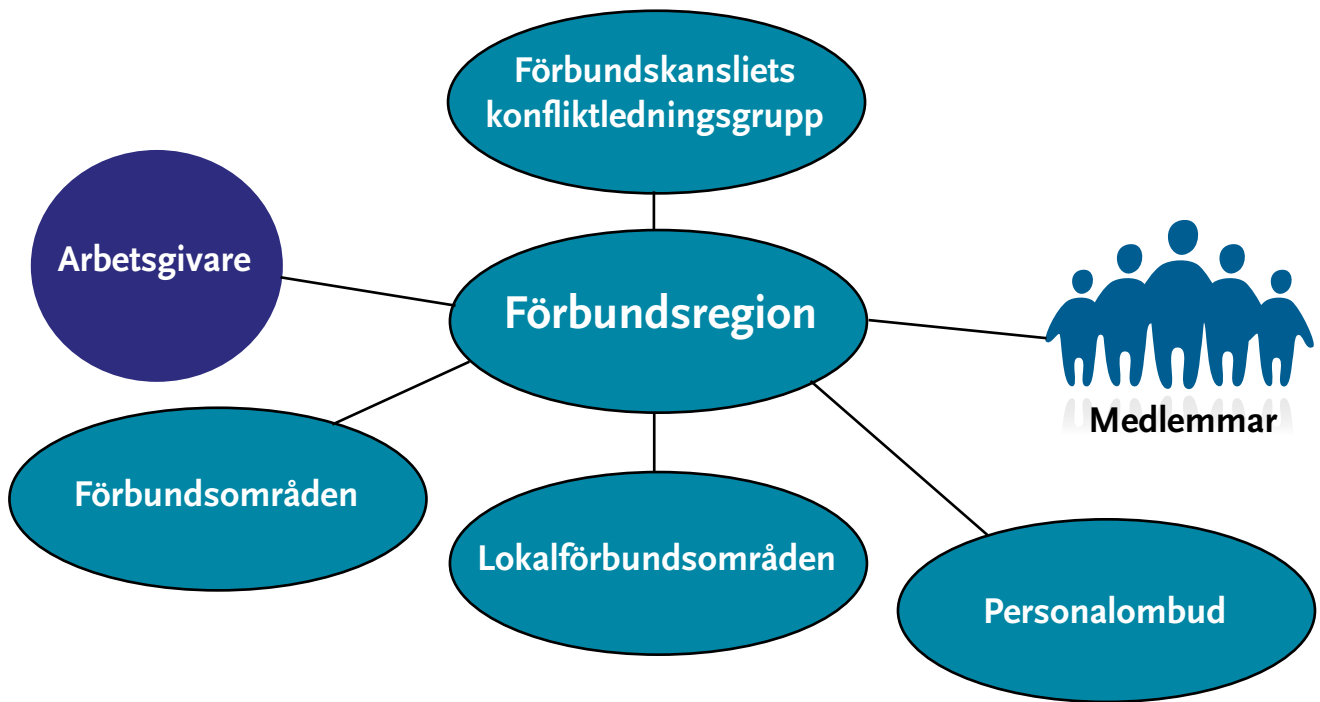 Förbundskansliets
konfliktledningsgrupp
Arbetsgivare
Förbundsregion
Medlemmar
Förbundsområden
Lokalförbundsområden
Personalombud